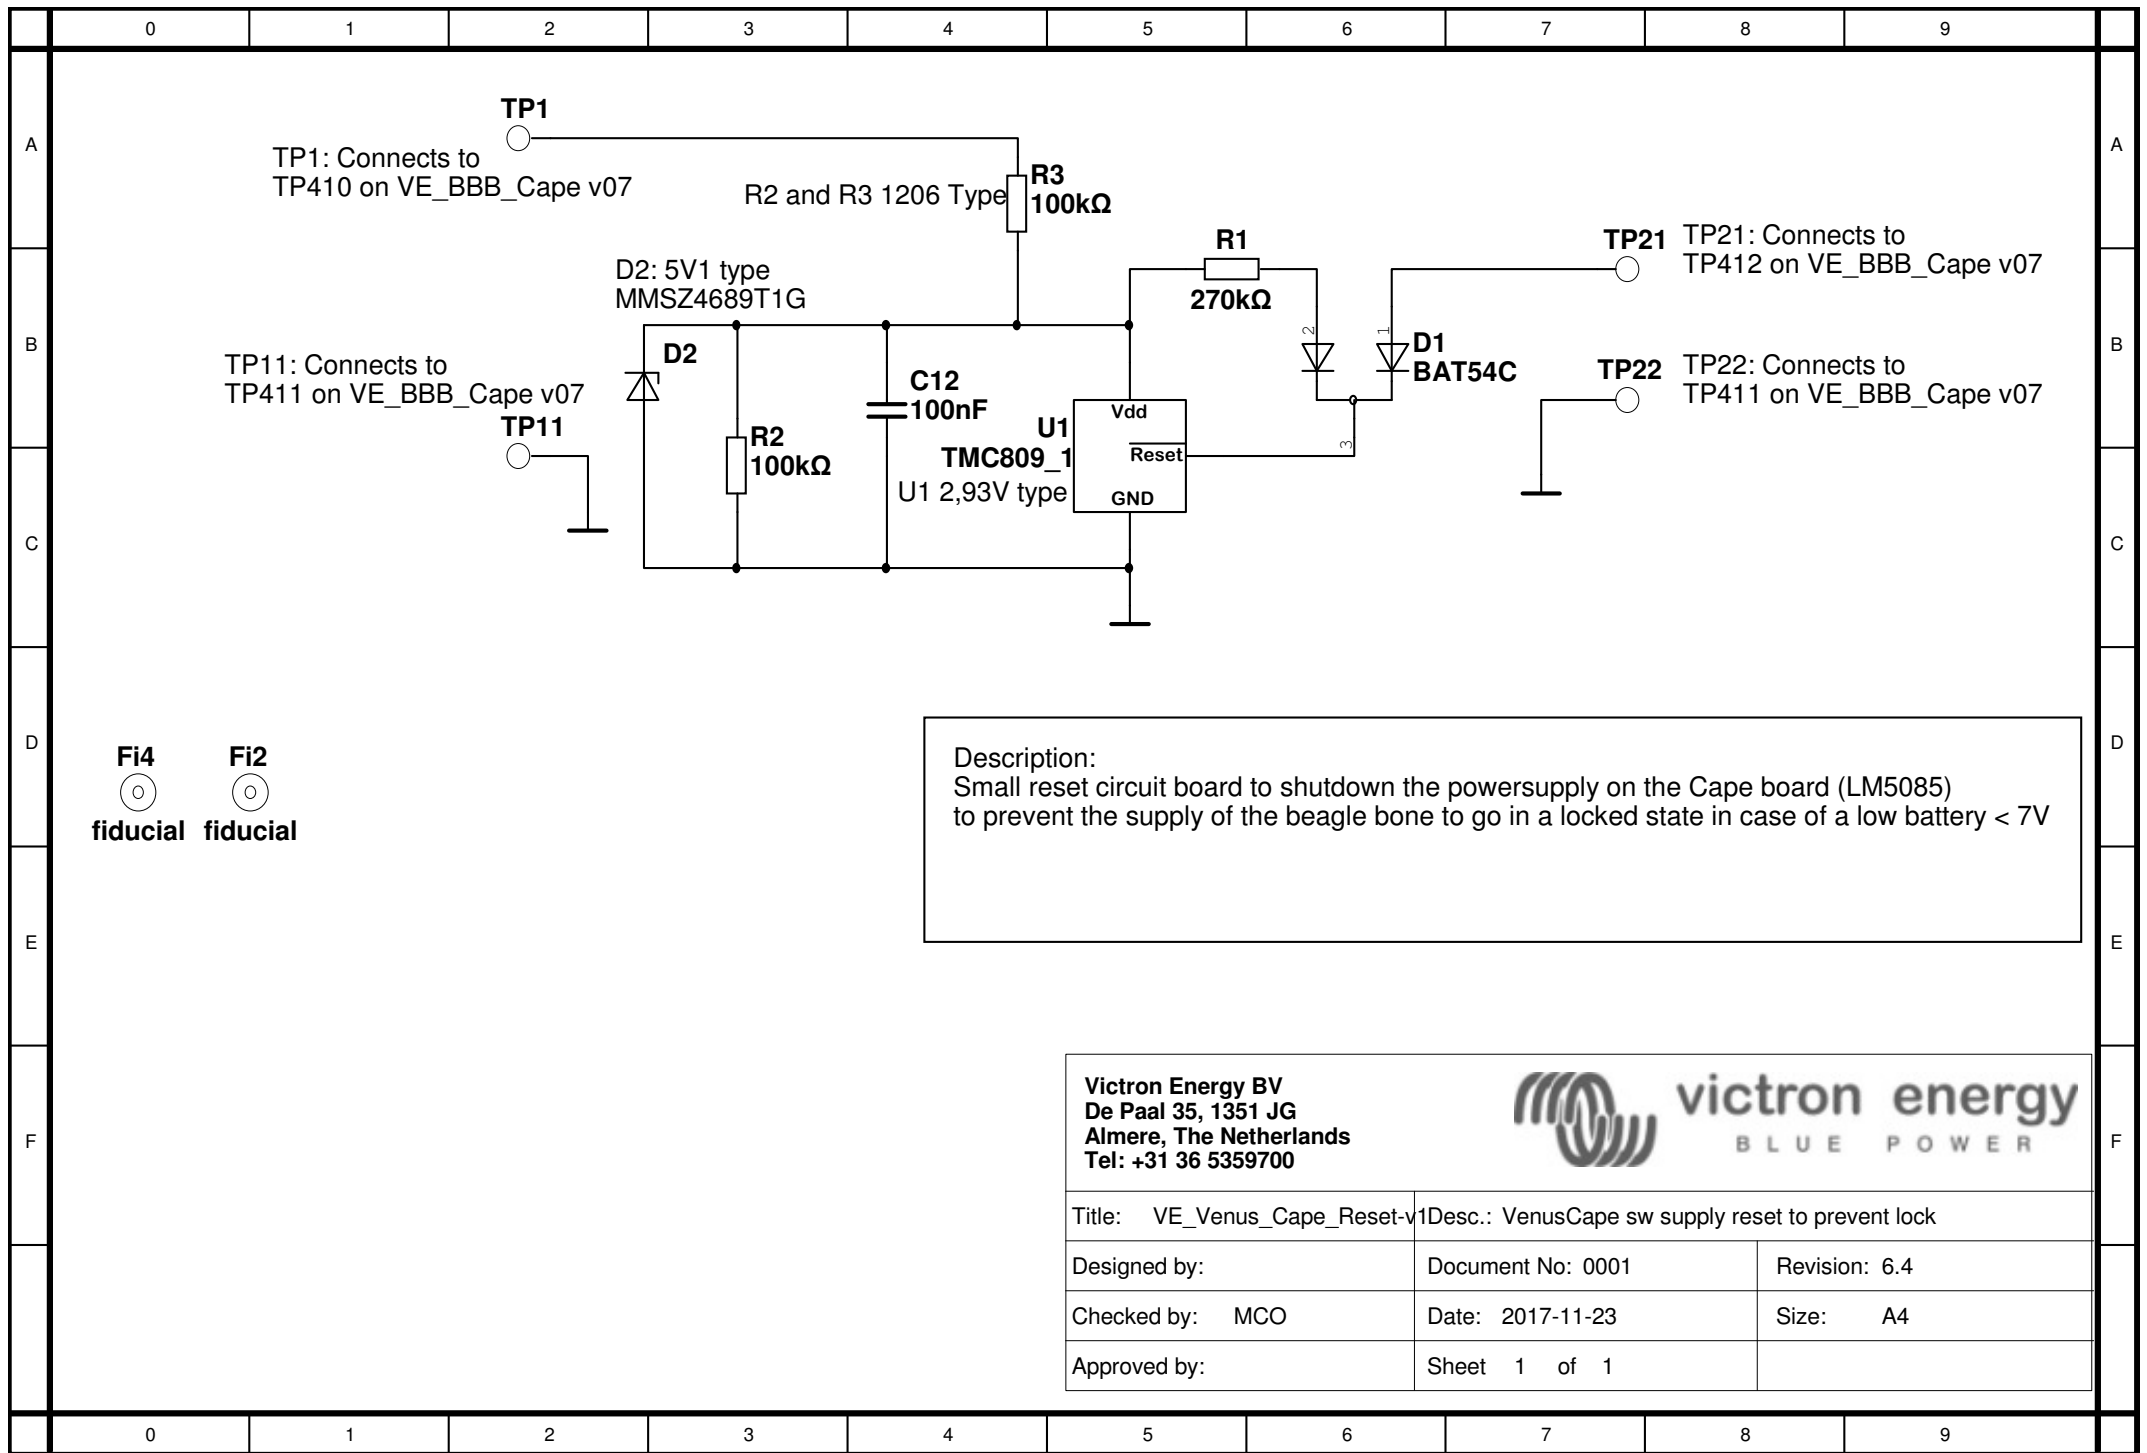 0 1 2 3 4 5 6 7 8 9
A
TP1
TP1: Connects to
TP410 on VE_BBB_Cape v07
R2 and R3 1206 Type
R3
100kΩ
A
R1
270kΩ
TP21
TP21: Connects to
TP412 on VE_BBB_Cape v07
D2: 5V1 type
MMSZ4689T1G
B
D2
TP11: Connects to
TP411 on VE_BBB_Cape v07
TP11
R2
100kΩ
C12
100nF
U1
TMC809_1
U1 2,93V type
Vdd
Reset
GND
2
1
3
D1
BAT54C
TP22
TP22: Connects to
TP411 on VE_BBB_Cape v07
B
C
C
D
Fi4
fiducial
Fi2
fiducial
Description:
Small reset circuit board to shutdown the powersupply on the Cape board (LM5085)
to prevent the supply of the beagle bone to go in a locked state in case of a low battery < 7V
D
E
E
F
Victron Energy BV
De Paal 35, 1351 JG
Almere, The Netherlands
Tel: +31 36 5359700
victron energy
BLUE POWER
F
Title: VE_Venus_Cape_Reset-v1
Desc.: VenusCape sw supply reset to prevent lock
Designed by:
Document No: 0001
Revision: 6.4
Checked by: MCO
Date: 2017-11-23
Size: A4
Approved by:
Sheet 1 of 1
0 1 2 3 4 5 6 7 8 9